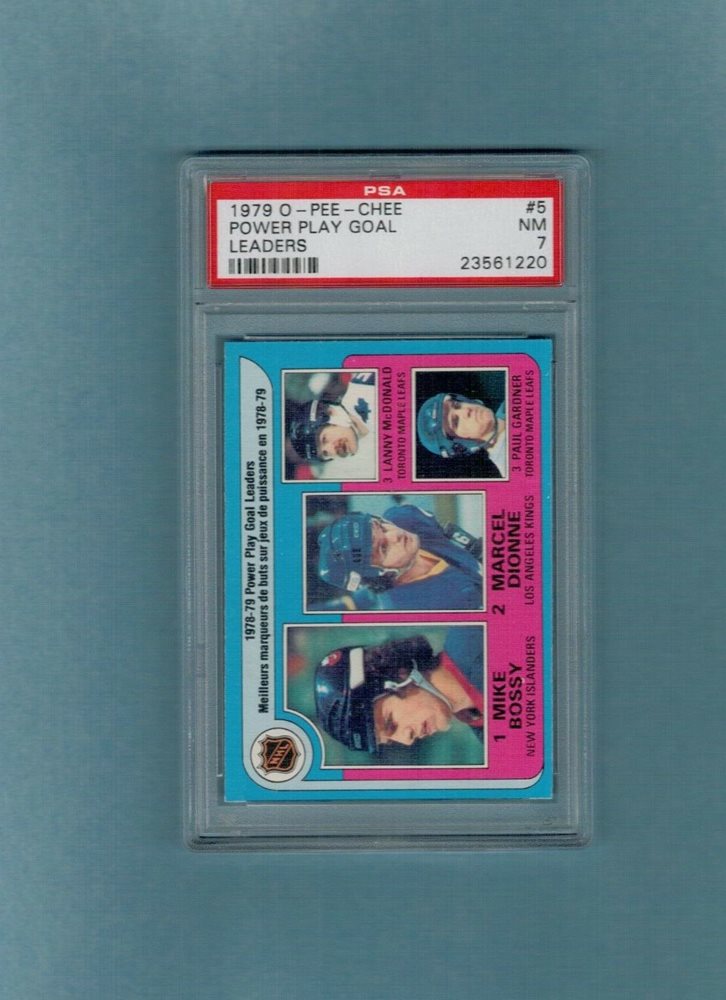 PSA
1979 O-PEE-CHEE #5
POWER PLAY GOAL NM
LEADERS 7
23561220
1978-79 Power Play Goal Leaders
Meilleurs marqueurs de buts sur jeux de puissance en 1978-79
NHL
1 MIKE
BOSSY
NEW YORK ISLANDERS
2 MARCEL
DIONNE
LOS ANGELES KINGS
3 LANNY McDONALD
TORONTO MAPLE LEAFS
3 PAUL GARDNER
TORONTO MAPLE LEAFS